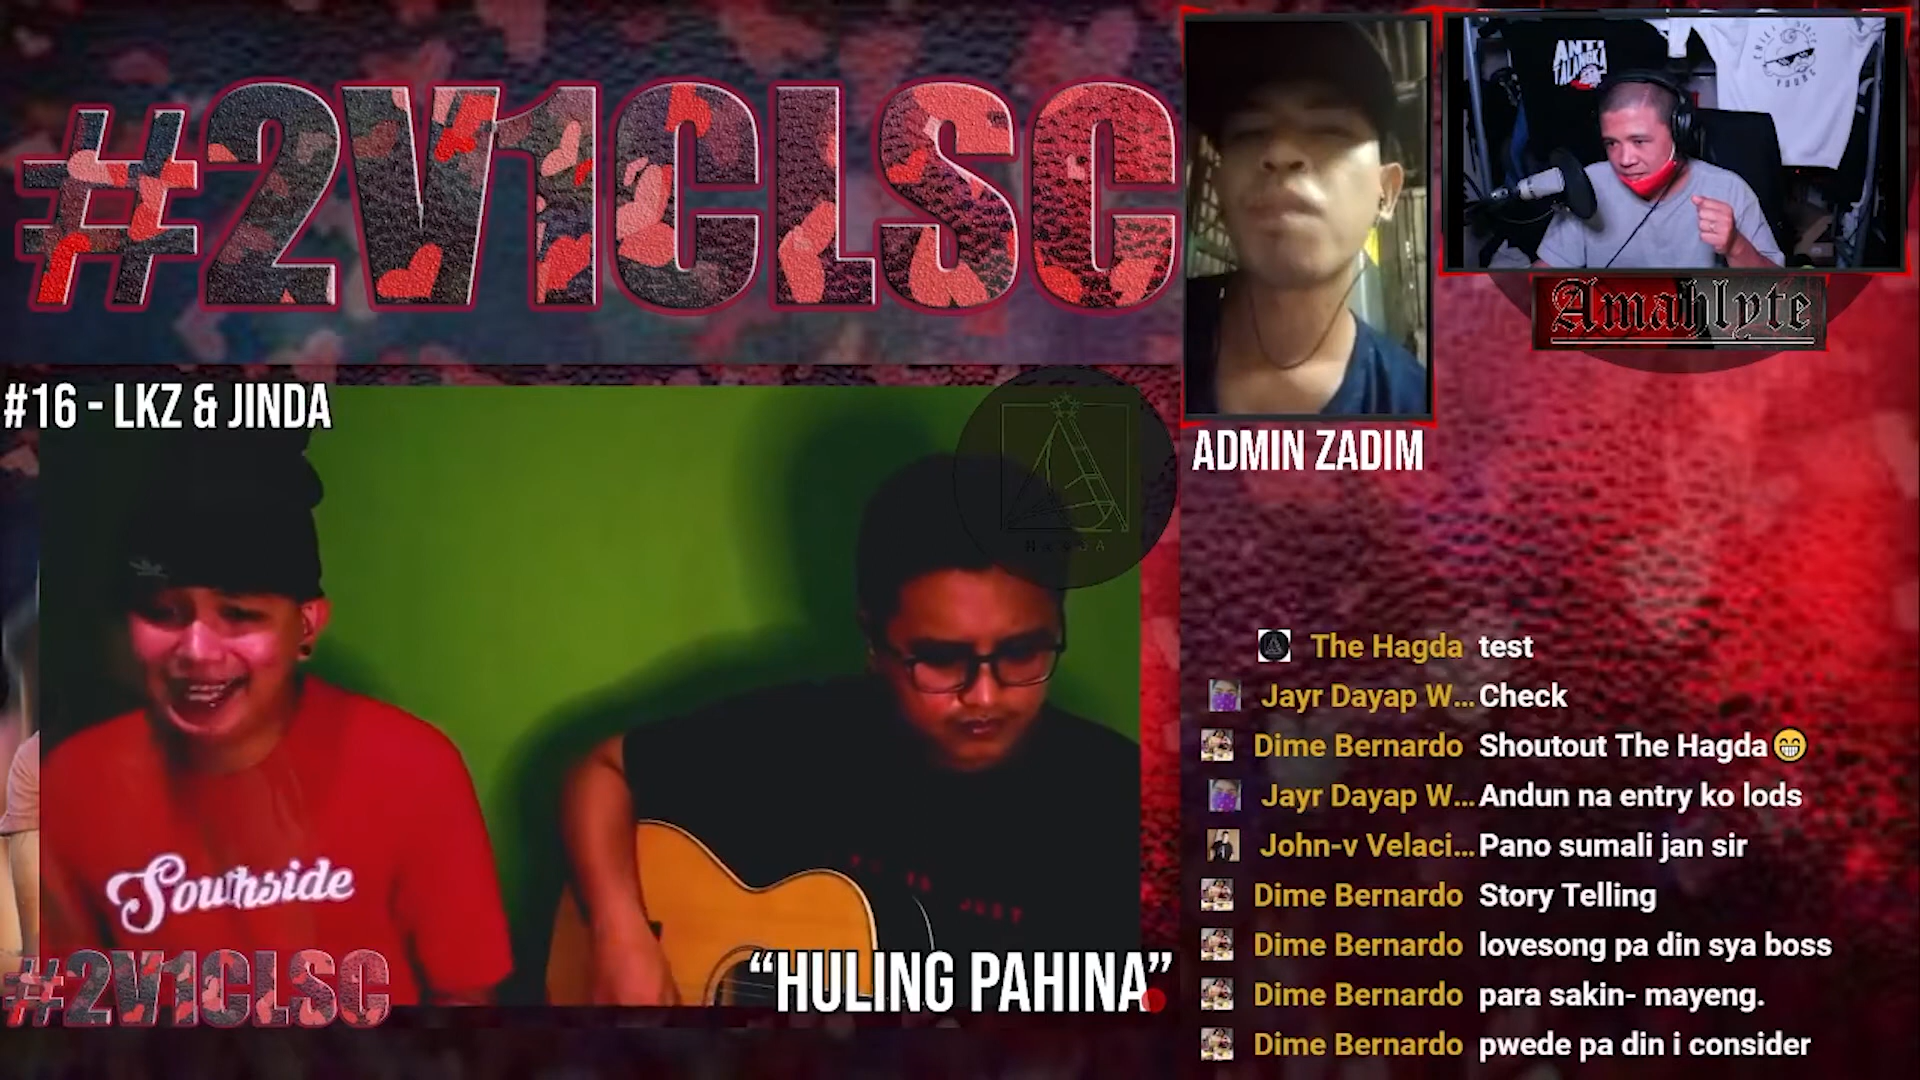 #2V1CLSC
ANTI
TALANGKA
Amahlyte
#16 - LKZ & JINDA
ADMIN ZADIM
Southside
#2V1CLSC
“HULING PAHINA”
The Hagda test
Jayr Dayap W... Check
Dime Bernardo Shoutout The Hagda😁
Jayr Dayap W... Andun na entry ko lods
John-v Velaci... Pano sumali jan sir
Dime Bernardo Story Telling
Dime Bernardo lovesong pa din sya boss
Dime Bernardo para sakin- mayeng.
Dime Bernardo pwede pa din i consider